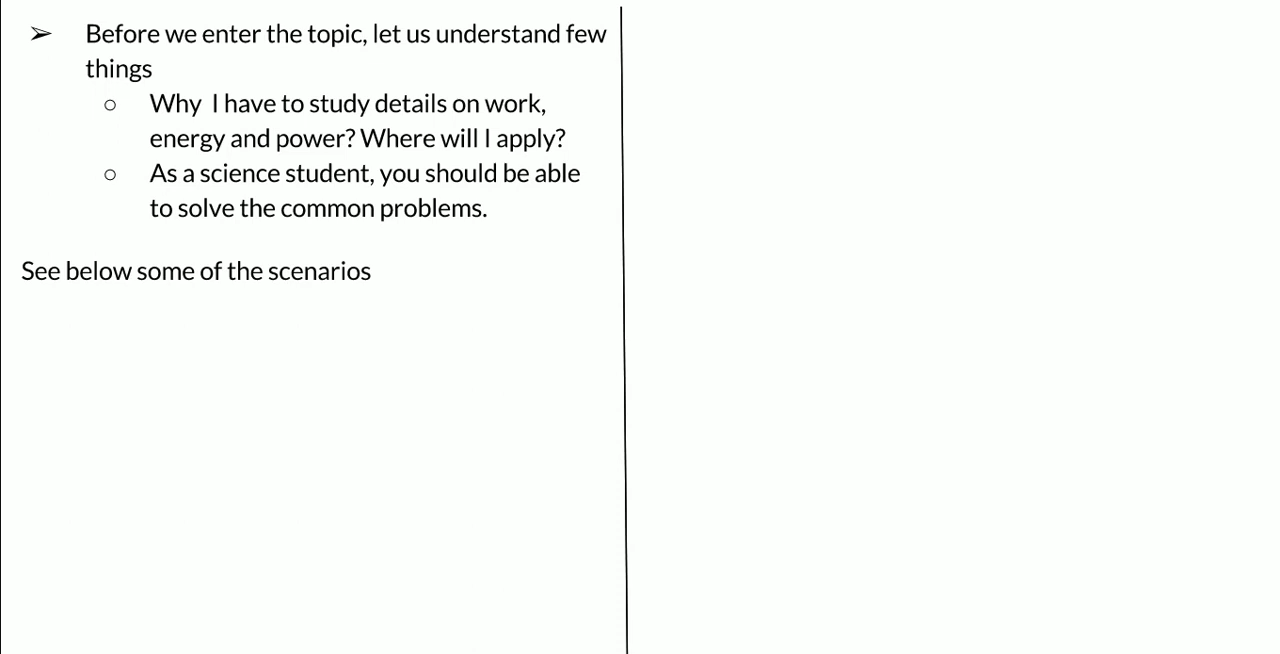 ➢ Before we enter the topic, let us understand few
things
○ Why I have to study details on work,
energy and power? Where will I apply?
○ As a science student, you should be able
to solve the common problems.
See below some of the scenarios